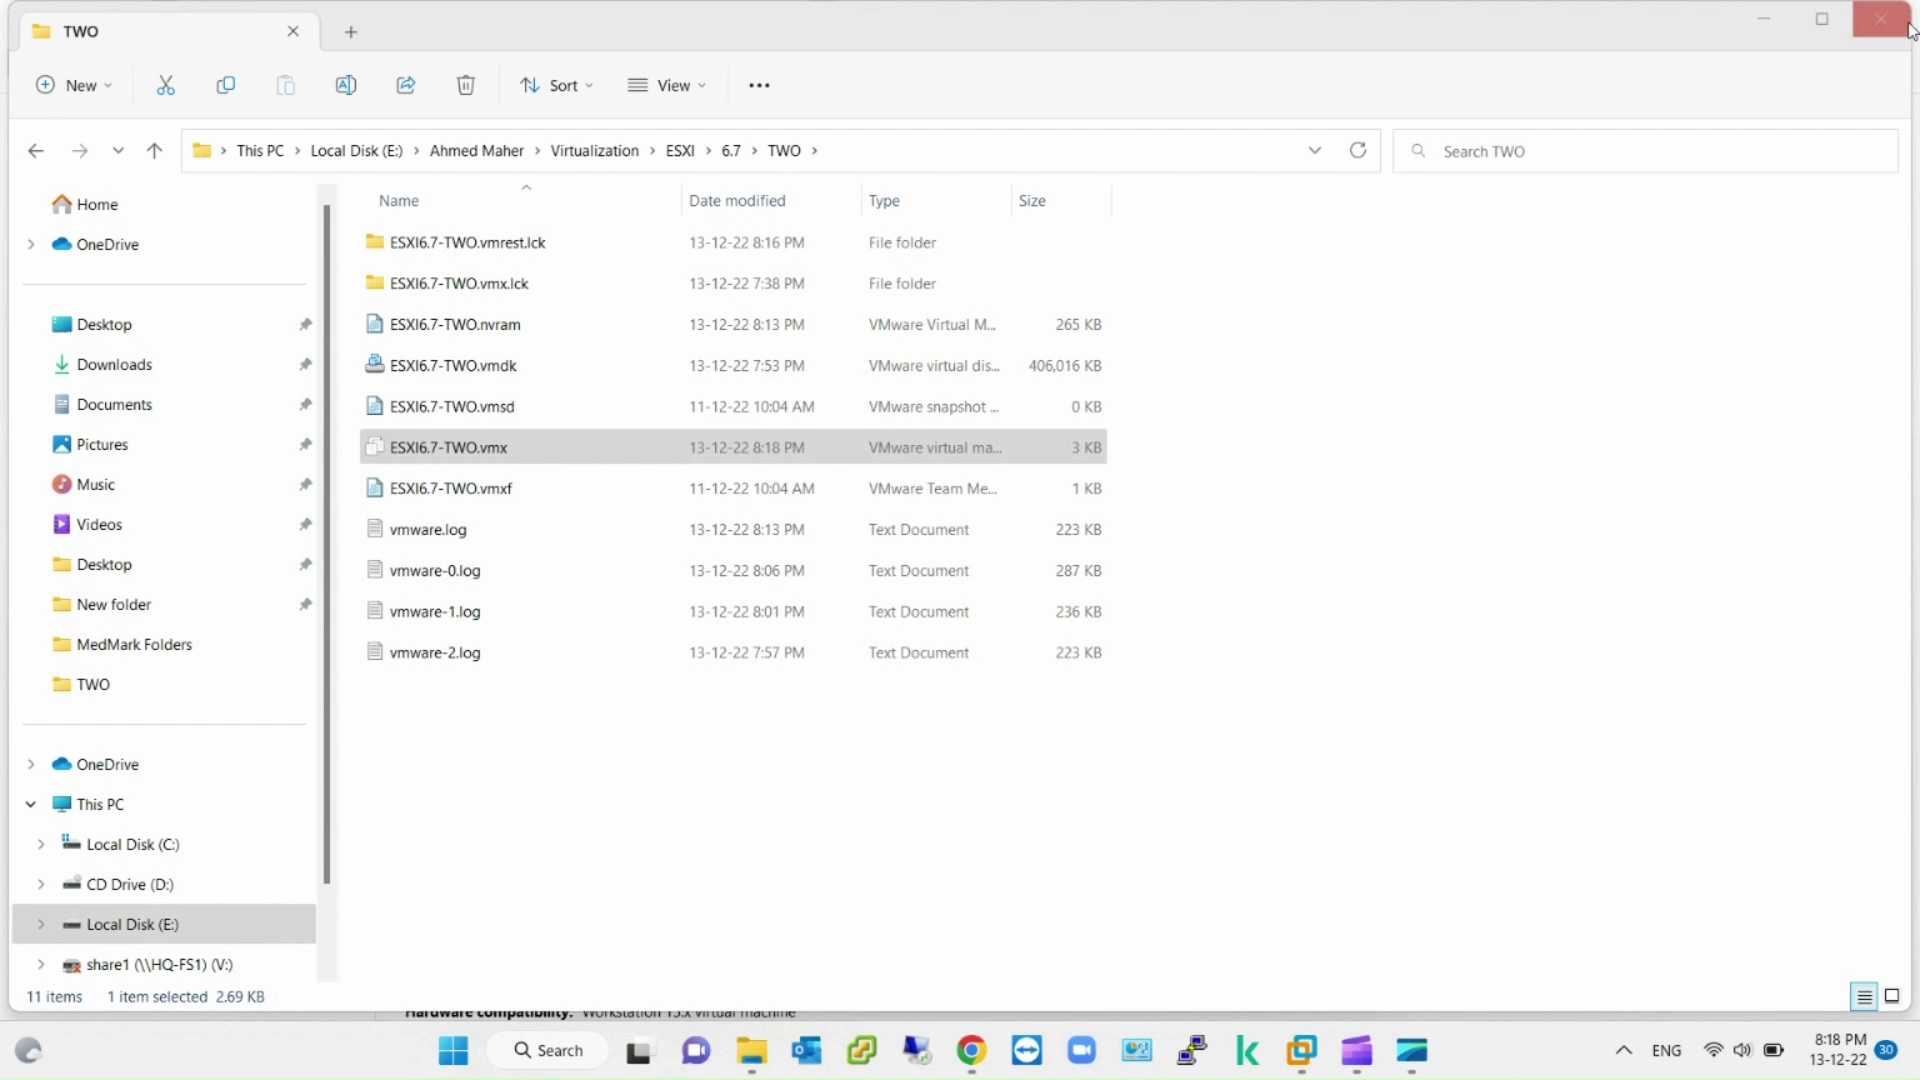 TWO
New
Sort
View
This PC
Local Disk (E:)
Ahmed Maher
Virtualization
ESXI
6.7
TWO
Search TWO
Name
Date modified
Type
Size
ESXI6.7-TWO.vmrest.lck 13-12-22 8:16 PM File folder
ESXI6.7-TWO.vmx.lck 13-12-22 7:38 PM File folder
ESXI6.7-TWO.nvram 13-12-22 8:13 PM VMware Virtual M... 265 KB
ESXI6.7-TWO.vmdk 13-12-22 7:53 PM VMware virtual dis... 406,016 KB
ESXI6.7-TWO.vmsd 11-12-22 10:04 AM VMware snapshot ... 0 KB
ESXI6.7-TWO.vmx 13-12-22 8:18 PM VMware virtual ma... 3 KB
ESXI6.7-TWO.vmxf 11-12-22 10:04 AM VMware Team Me... 1 KB
vmware.log 13-12-22 8:13 PM Text Document 223 KB
vmware-0.log 13-12-22 8:06 PM Text Document 287 KB
vmware-1.log 13-12-22 8:01 PM Text Document 236 KB
vmware-2.log 13-12-22 7:57 PM Text Document 223 KB
Home
OneDrive
Desktop
Downloads
Documents
Pictures
Music
Videos
Desktop
New folder
MedMark Folders
TWO
OneDrive
This PC
Local Disk (C:)
CD Drive (D:)
Local Disk (E:)
share1 (\\HQ-FS1) (V:)
11 items 1 item selected 2.69 KB
Hardware compatibility: Workstation 15.x virtual machine
Search
ENG
8:18 PM
13-12-22
30